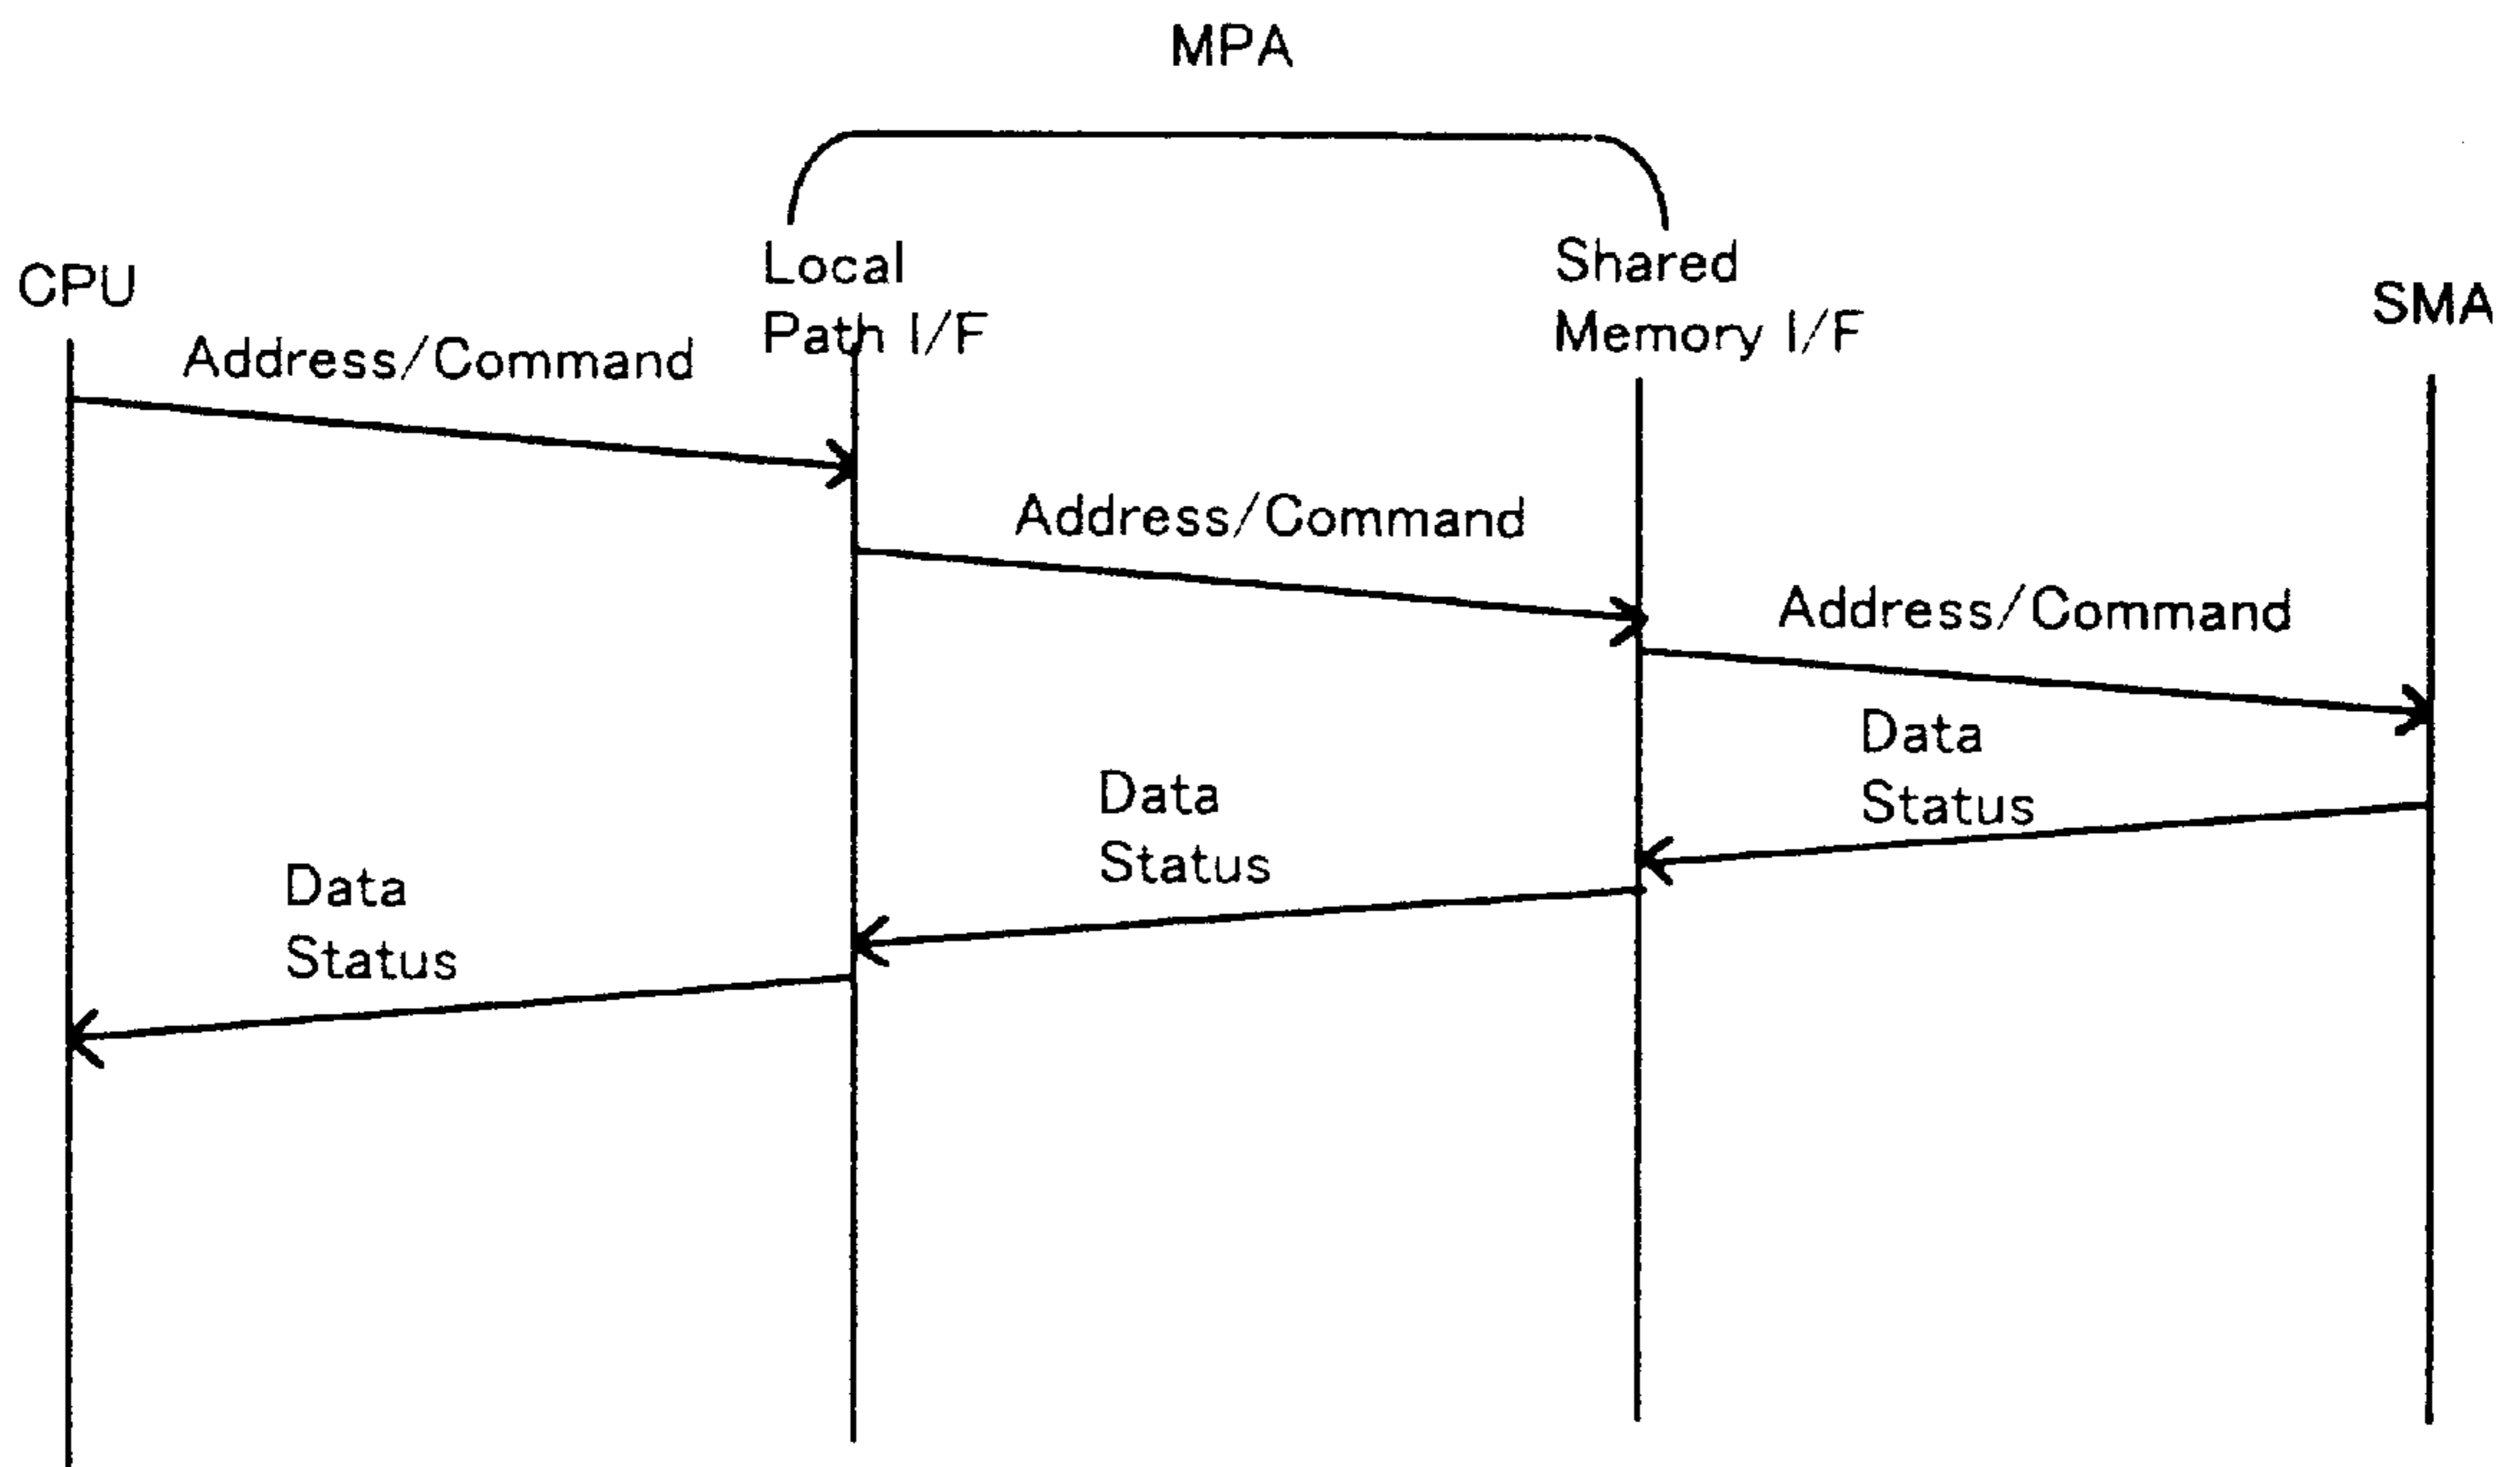 MPA
CPU
Local
Path I/F
Shared
Memory I/F
SMA
Address/Command
Address/Command
Address/Command
Data
Status
Data
Status
Data
Status